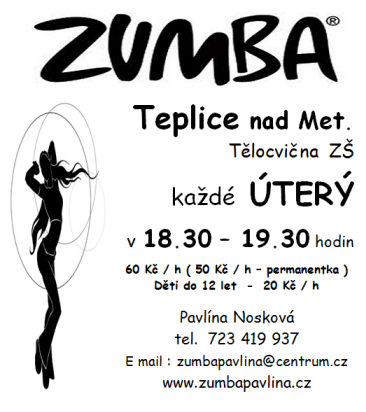 ZUMBA®
Teplice nad Met.
Tělocvična ZŠ
každé ÚTERÝ
v 18.30 - 19.30 hodin
60 Kč / h ( 50 Kč / h - permanentka )
Děti do 12 let - 20 Kč / h
Pavlína Nosková
tel. 723 419 937
E mail : zumbapavlina@centrum.cz
www.zumbapavlina.cz